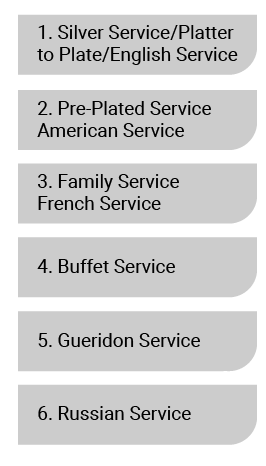 1. Silver Service/Platter
to Plate/English Service
2. Pre-Plated Service
American Service
3. Family Service
French Service
4. Buffet Service
5. Gueridon Service
6. Russian Service